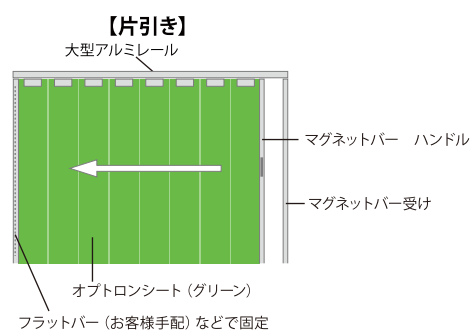 【片引き】
大型アルミレール
マグネットバー　ハンドル
マグネットバー受け
オプトロンシート（グリーン）
フラットバー（お客様手配）などで固定